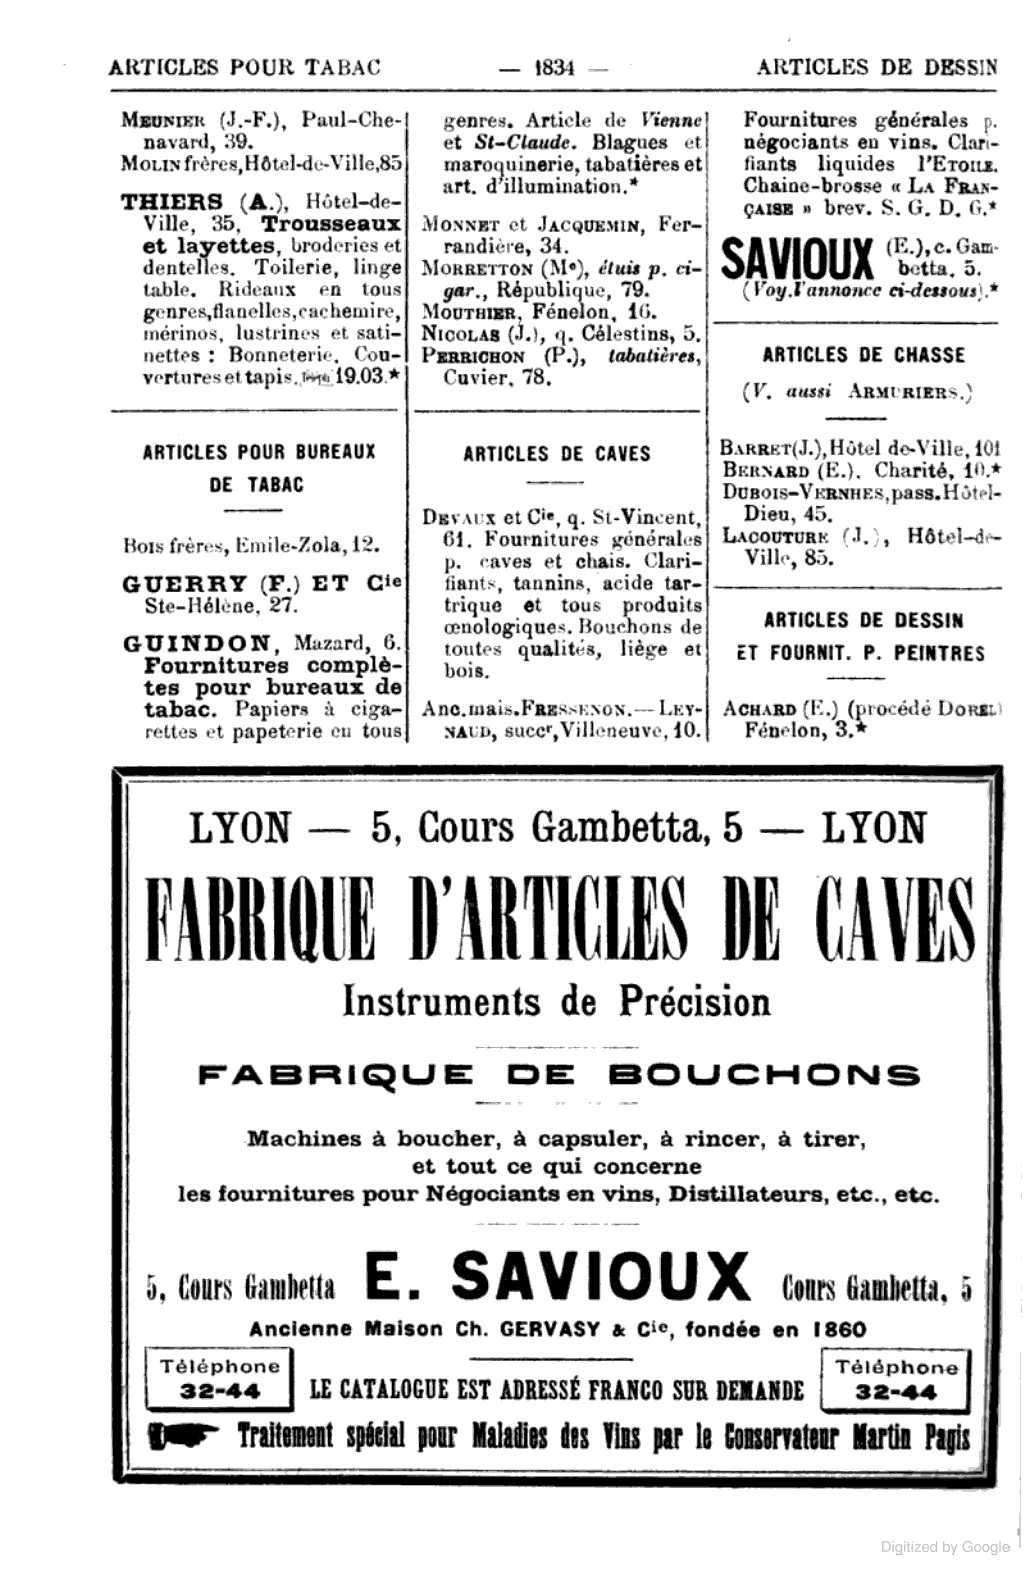 ARTICLES POUR TABAC — 1834 — ARTICLES DE DESSIN
MEUNIER (J.-F.), Paul-Che-
navard, 39.
MOLIN frères, Hôtel-de-Ville, 85
THIERS (A.), Hôtel-de-
Ville, 35, Trousseaux
et layettes, broderies et
dentelles. Toilerie, linge
table. Rideaux en tous
genres, flanelles, cachemire,
mérinos, lustrines et sati-
nettes : Bonneterie. Cou-
vertures et tapis. 19.03.*
ARTICLES POUR BUREAUX
DE TABAC
BOIS frères, Emile-Zola, 12.
GUERRY (F.) ET Cie
Ste-Hélène, 27.
GUINDON, Mazard, 6.
Fournitures complè-
tes pour bureaux de
tabac. Papiers à ciga-
rettes et papeterie en tous
genres. Article de Vienne
et St-Claude. Blagues et
maroquinerie, tabatières et
art. d'illumination.*
MONNET et JACQUEMIN, Fer-
randière, 34.
MORRETTON (Me), étuis p. ci-
gar., République, 79.
MOUTHIER, Fénelon, 16.
NICOLAS (J.), q. Célestins, 5.
PERRICHON (P.), tabatières,
Cuvier, 78.
ARTICLES DE CAVES
DEVAUX et Cie, q. St-Vincent,
61. Fournitures générales
p. caves et chais. Clari-
fiants, tannins, acide tar-
trique et tous produits
œnologiques. Bouchons de
toutes qualités, liège et
bois.
Anc. mais. FRESSENON. — LEY-
NAUD, succr, Villeneuve, 10.
Fournitures générales p.
négociants en vins. Clari-
fiants liquides l'ETOILE.
Chaine-brosse « LA FRAN-
ÇAISE » brev. S. G. D. G.*
SAVIOUX (E.), c. Gam-
betta, 5.
(Voy. l'annonce ci-dessous).*
ARTICLES DE CHASSE
(V. aussi ARMURIERS.)
BARRET (J.), Hôtel de-Ville, 101
BERNARD (E.), Charité, 10.*
DUBOIS-VERNHES, pass. Hôtel-
Dieu, 45.
LACOUTURE (J.), Hôtel-de-
Ville, 85.
ARTICLES DE DESSIN
ET FOURNIT. P. PEINTRES
ACHARD (E.) (procédé DOREL)
Fénelon, 3.*
LYON — 5, Cours Gambetta, 5 — LYON
FABRIQUE D'ARTICLES DE CAVES
Instruments de Précision
FABRIQUE DE BOUCHONS
Machines à boucher, à capsuler, à rincer, à tirer,
et tout ce qui concerne
les fournitures pour Négociants en vins, Distillateurs, etc., etc.
5, Cours Gambetta E. SAVIOUX Cours Gambetta, 5
Ancienne Maison Ch. GERVASY & Cie, fondée en 1860
Téléphone
32-44
LE CATALOGUE EST ADRESSÉ FRANCO SUR DEMANDE
Téléphone
32-44
Traitement spécial pour Maladies des Vins par le Conservateur Martin Pagis
Digitized by Google